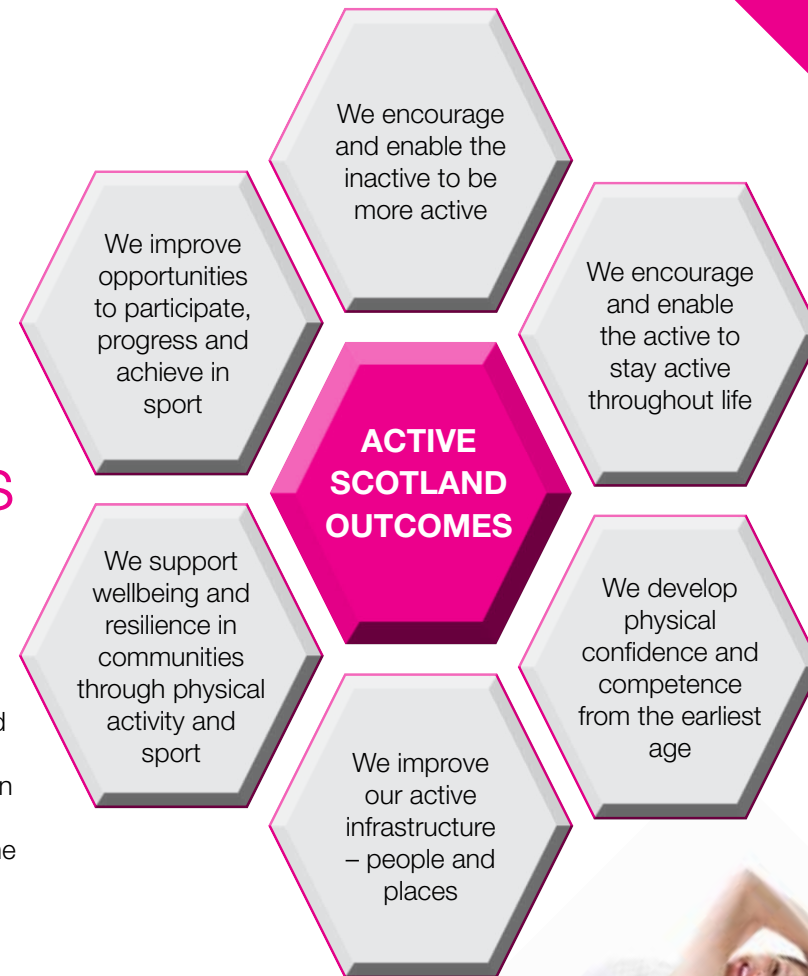 We encourage
and enable the
inactive to be
more active
We encourage
and enable
the active to
stay active
throughout life
We develop
physical
confidence and
competence
from the earliest
age
We improve
our active
infrastructure
– people and
places
We support
wellbeing and
resilience in
communities
through physical
activity and
sport
We improve
opportunities
to participate,
progress and
achieve in
sport
ACTIVE
SCOTLAND
OUTCOMES